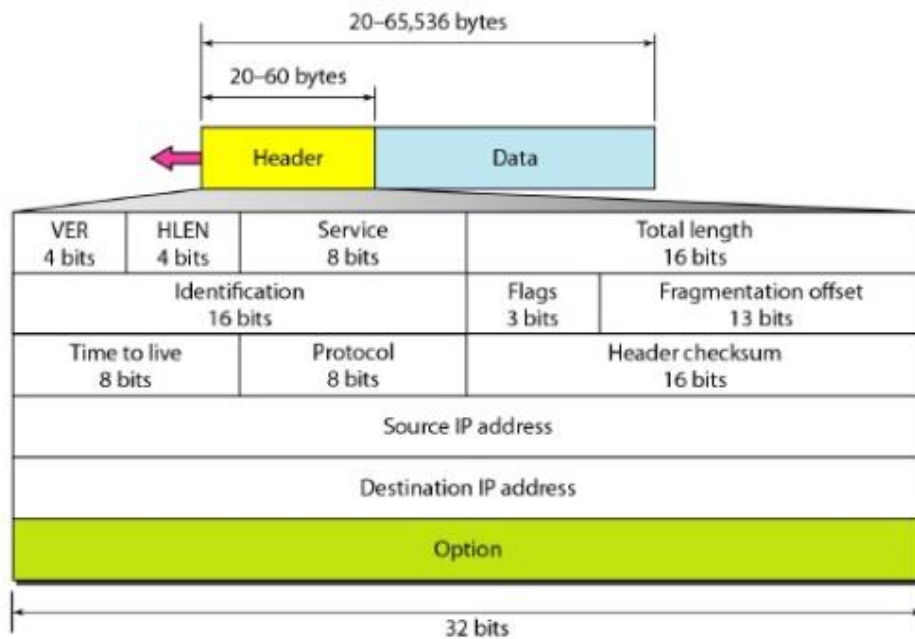 20–65,536 bytes
20–60 bytes
Header
Data
VER
4 bits
HLEN
4 bits
Service
8 bits
Total length
16 bits
Identification
16 bits
Flags
3 bits
Fragmentation offset
13 bits
Time to live
8 bits
Protocol
8 bits
Header checksum
16 bits
Source IP address
Destination IP address
Option
32 bits